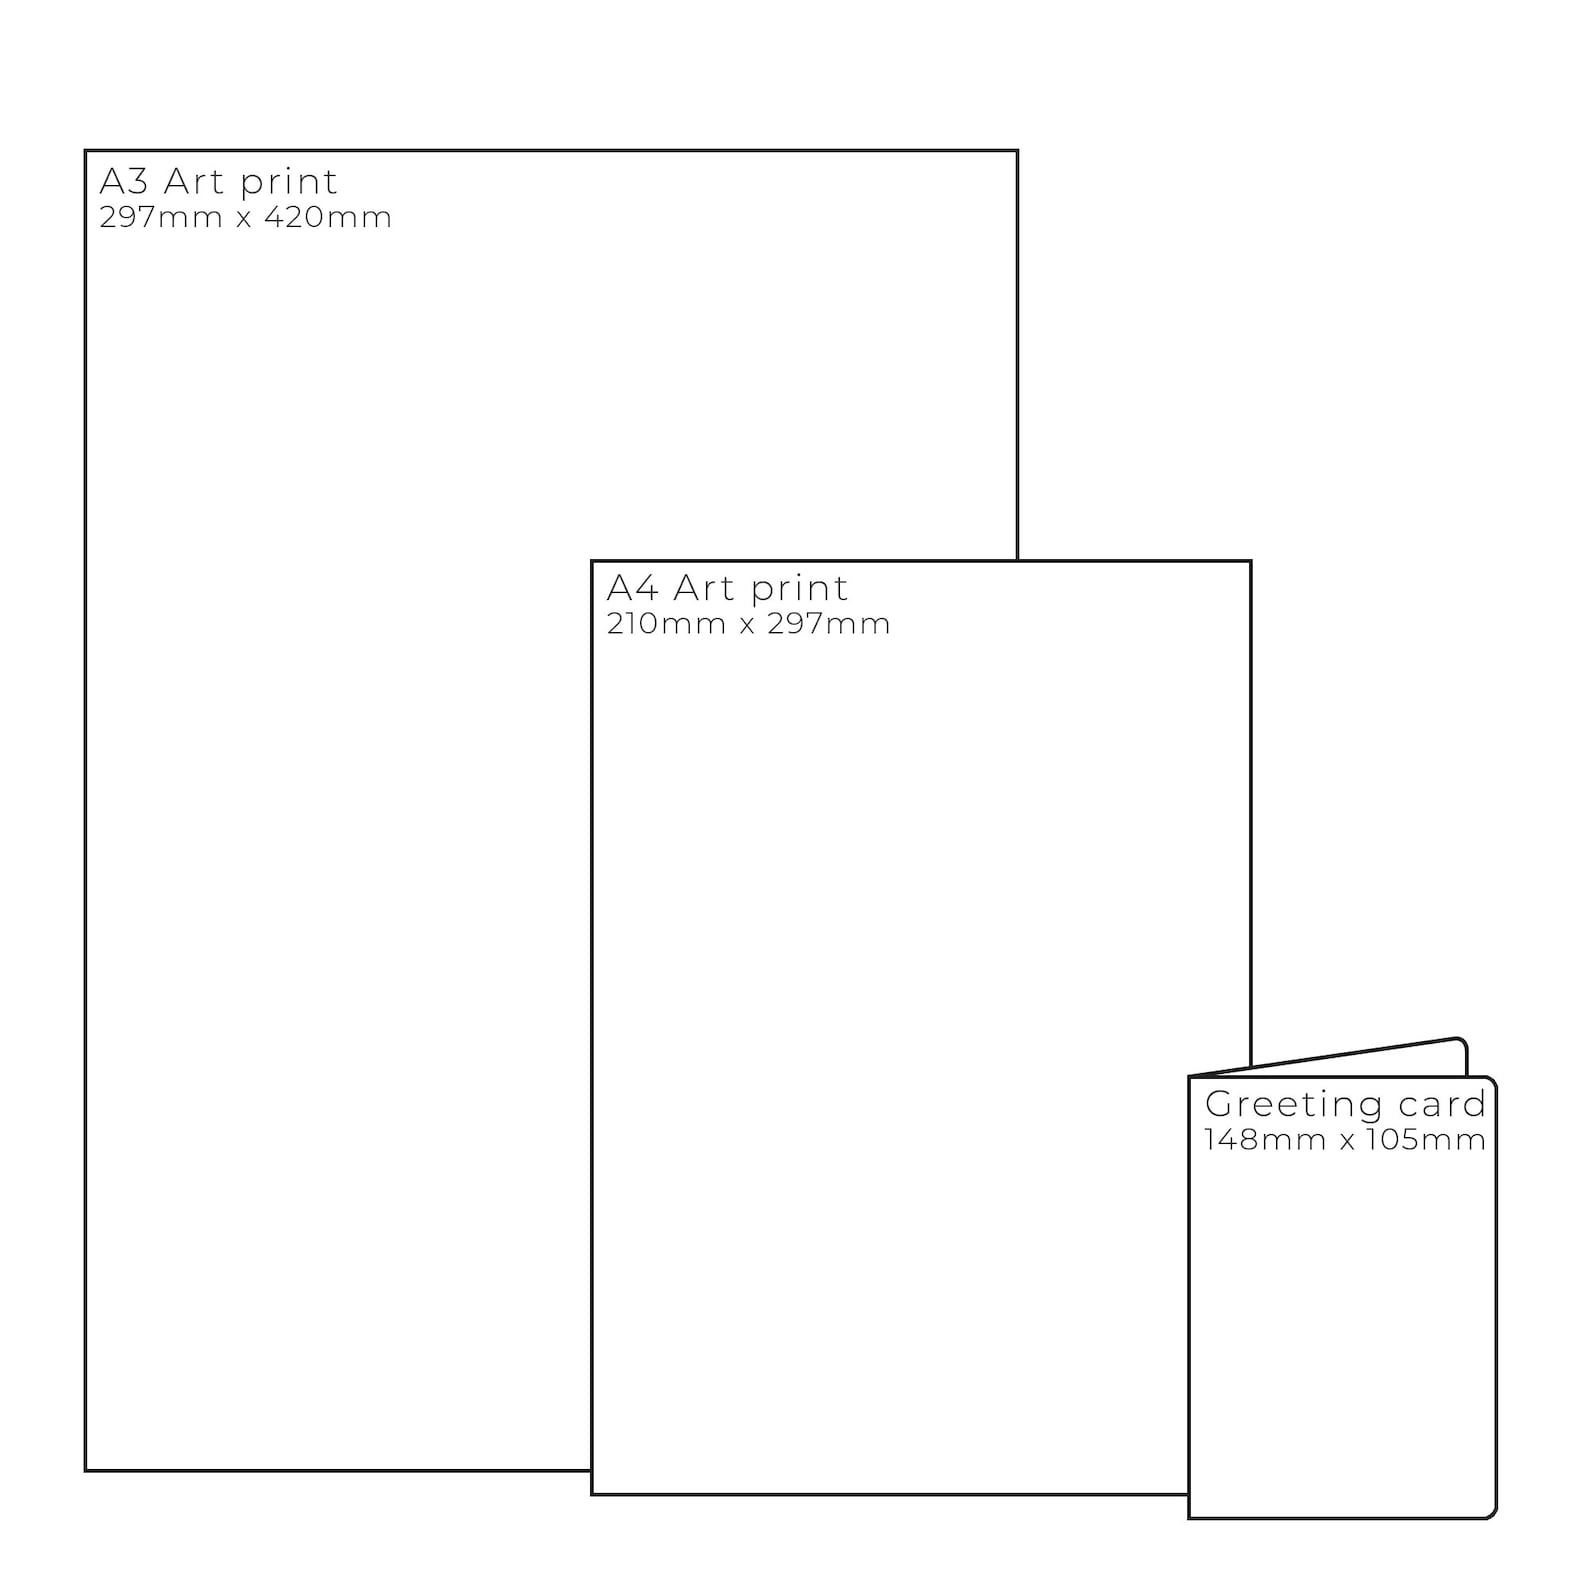 A3 Art print
297mm x 420mm
A4 Art print
210mm x 297mm
Greeting card
148mm x 105mm